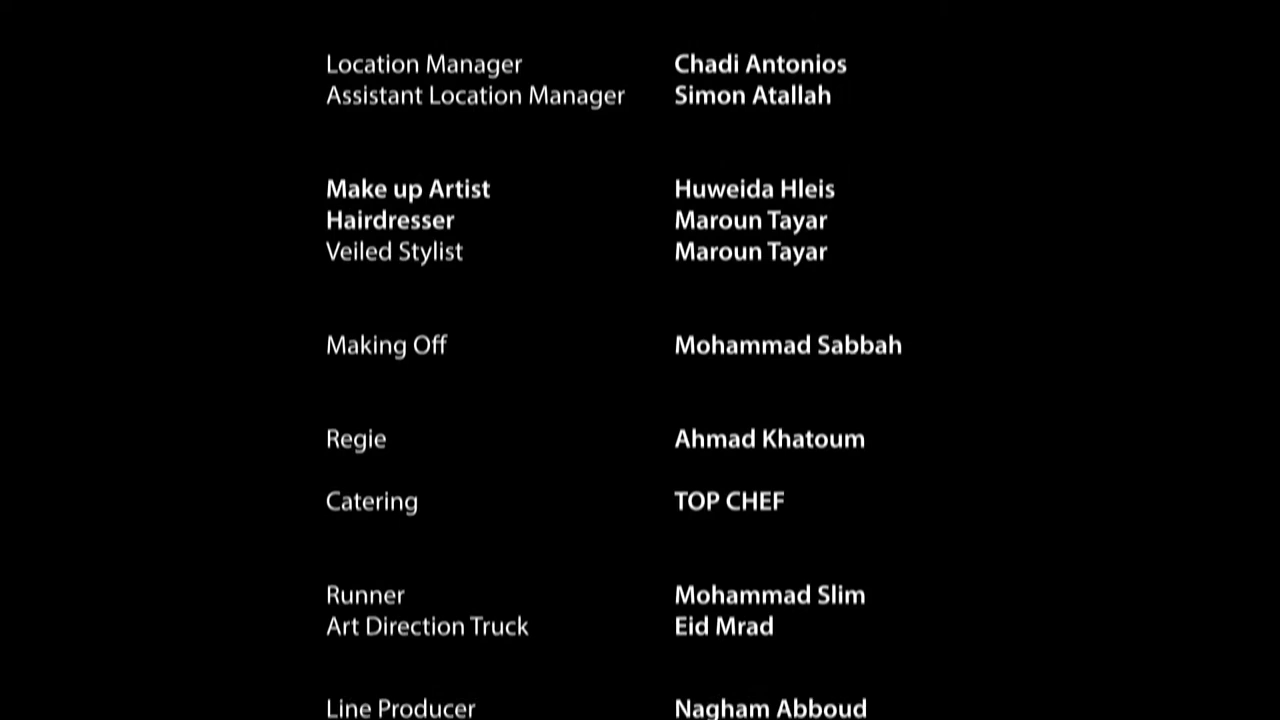 Location Manager Chadi Antonios
Assistant Location Manager Simon Atallah
Make up Artist Huweida Hleis
Hairdresser Maroun Tayar
Veiled Stylist Maroun Tayar
Making Off Mohammad Sabbah
Regie Ahmad Khatoum
Catering TOP CHEF
Runner Mohammad Slim
Art Direction Truck Eid Mrad
Line Producer Nagham Abboud